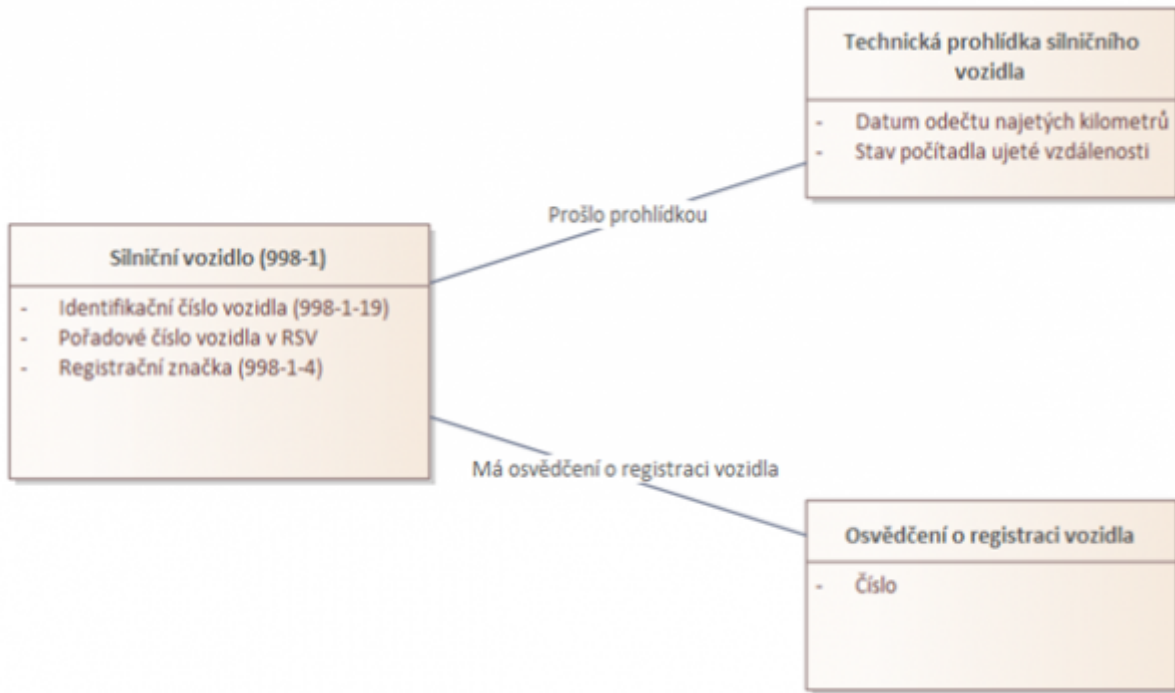 Technická prohlídka silničního
vozidla
- Datum odečtu najetých kilometrů
- Stav počítadla ujeté vzdálenosti
Prošlo prohlídkou
Silniční vozidlo (998-1)
- Identifikační číslo vozidla (998-1-19)
- Pořadové číslo vozidla v RSV
- Registrační značka (998-1-4)
Má osvědčení o registraci vozidla
Osvědčení o registraci vozidla
- Číslo